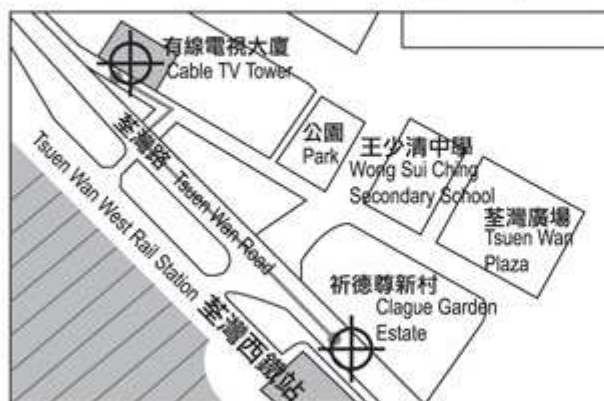 有線電視大廈
Cable TV Tower
公園
Park
王少清中學
Wong Sui Ching
Secondary School
荃灣廣場
Tsuen Wan
Plaza
荃灣路 Tsuen Wan Road
Tsuen Wan West Rail Station
荃灣西鐵站
祈德尊新村
Clague Garden
Estate